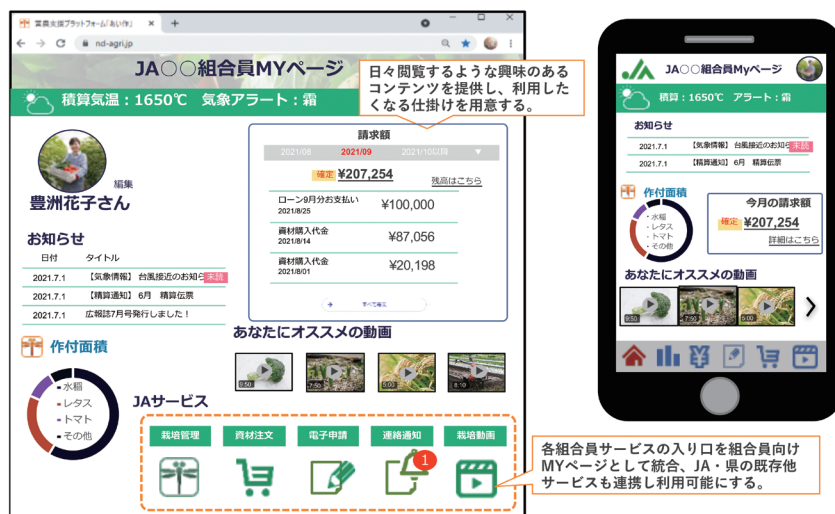 営農支援プラットフォーム「あい作」
nd-agri.jp
JA〇〇組合員MYページ
積算気温：1650℃ 気象アラート：霜
日々閲覧するような興味のある
コンテンツを提供し、利用した
くなる仕掛けを用意する。
編集
豊洲花子さん
請求額
2021/08 2021/09 2021/10以降 ▼
確定 ¥207,254
残高はこちら
ローン9月分お支払い
2021/8/25
¥100,000
資材購入代金
2021/8/14
¥87,056
資材購入代金
2021/8/01
¥20,198
お知らせ
日付 タイトル
2021.7.1 【気象情報】 台風接近のお知ら 未読
2021.7.1 【精算通知】 6月 精算伝票
2021.7.1 広報誌7月号発行しました！
作付面積
・水稲
・レタス
・トマト
・その他
あなたにオススメの動画
9:50
7:50
6:00
8:10
JAサービス
栽培管理 資材注文 電子申請 連絡通知 栽培動画
1
各組合員サービスの入り口を組合員向け
MYページとして統合、JA・県の既存他
サービスも連携し利用可能にする。
JA〇〇組合員Myページ
積算：1650℃ アラート：霜
お知らせ
2021.7.1 【気象情報】 台風接近のお知ら 未読
2021.7.1 【精算通知】 6月 精算伝票
作付面積
・水稲
・レタス
・トマト
・その他
今月の請求額
確定 ¥207,254
詳細はこちら
あなたにオススメの動画
9:50
7:50
6:00